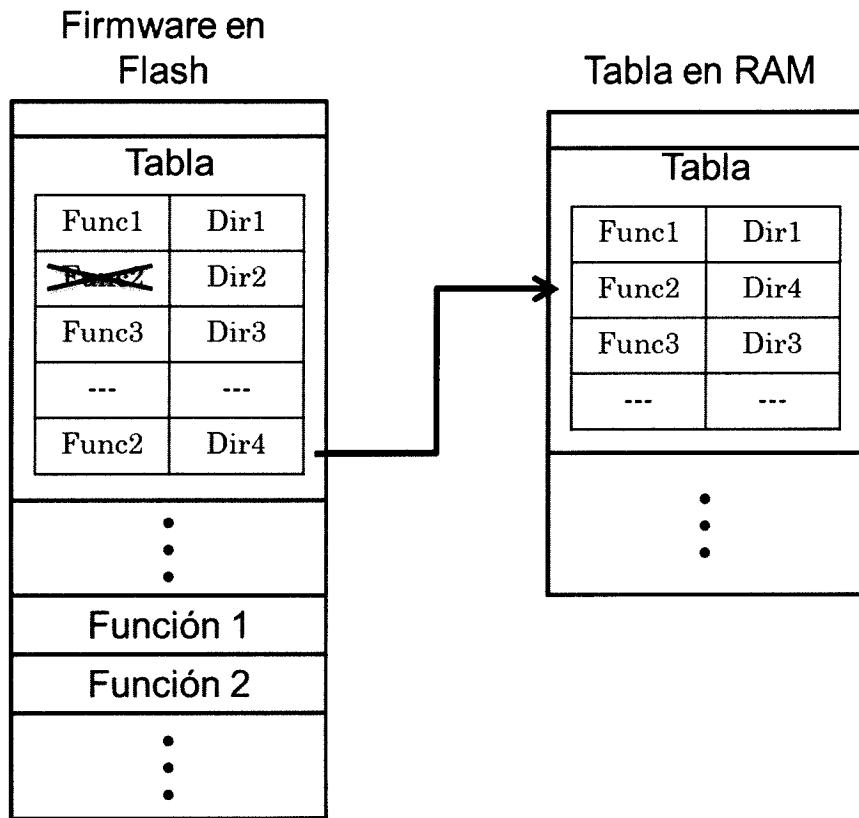 Firmware en
Flash
Tabla
Func1 Dir1
Func2 Dir2
Func3 Dir3
--- ---
Func2 Dir4
Función 1
Función 2
Tabla en RAM
Tabla
Func1 Dir1
Func2 Dir4
Func3 Dir3
--- ---